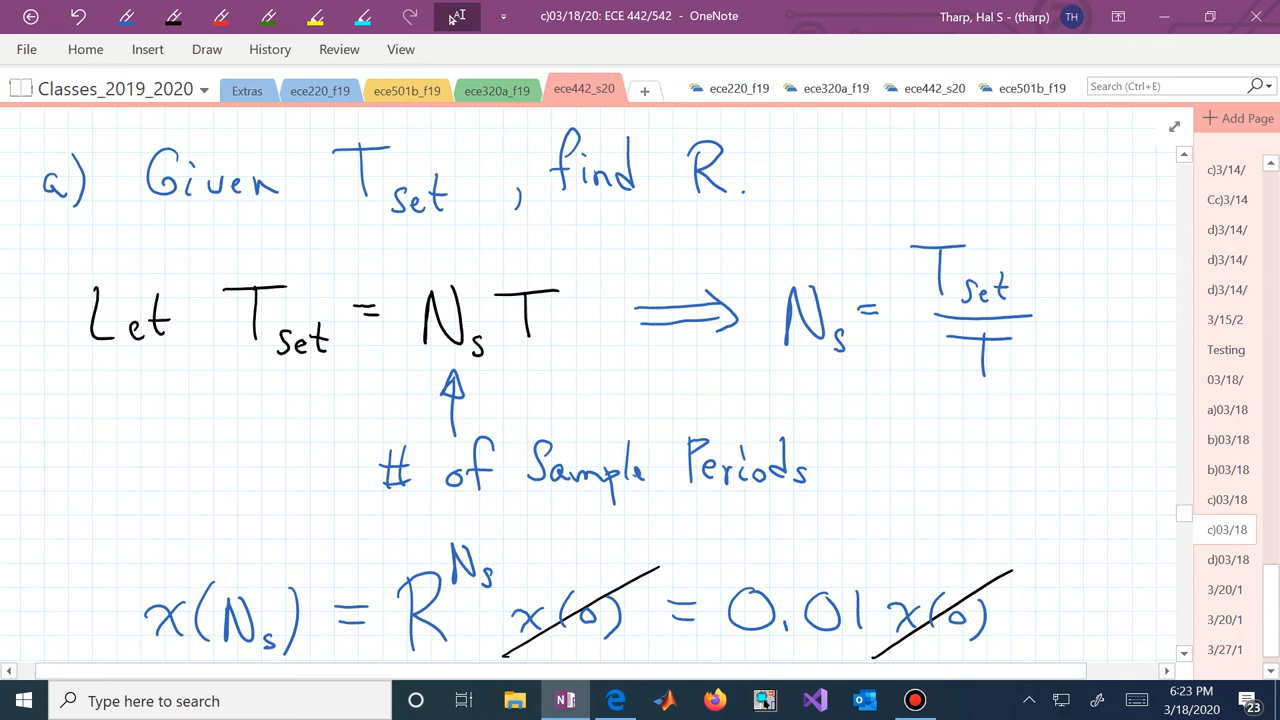 c)03/18/20: ECE 442/542 - OneNote
Tharp, Hal S - (tharp)
TH
File Home Insert Draw Review History View
Classes_2019_2020
Extras ece220_f19 ece501b_f19 ece320a_f19 ece442_s20
ece220_f19 ece320a_f19 ece442_s20 ece501b_f19
Search (Ctrl+E)
Add Page
a) Given T_set, find R.
Let T_set = N_s T ⟹ N_s = T_set / T
# of Sample Periods
x(N_s) = R^N_s x(0) = 0.01 x(0)
c)3/14/
Cc)3/14
d)3/14/
d)3/14/
d)3/14/
3/15/2
Testing
03/18/
a)03/18
b)03/18
b)03/18
c)03/18
c)03/18
d)03/18
3/20/1
3/20/1
3/27/1
Type here to search
6:23 PM
3/18/2020
23